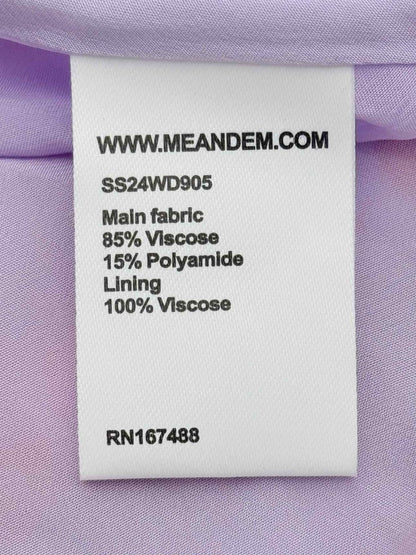 WWW.MEANDEM.COM
SS24WD905
Main fabric
85% Viscose
15% Polyamide
Lining
100% Viscose
RN167488